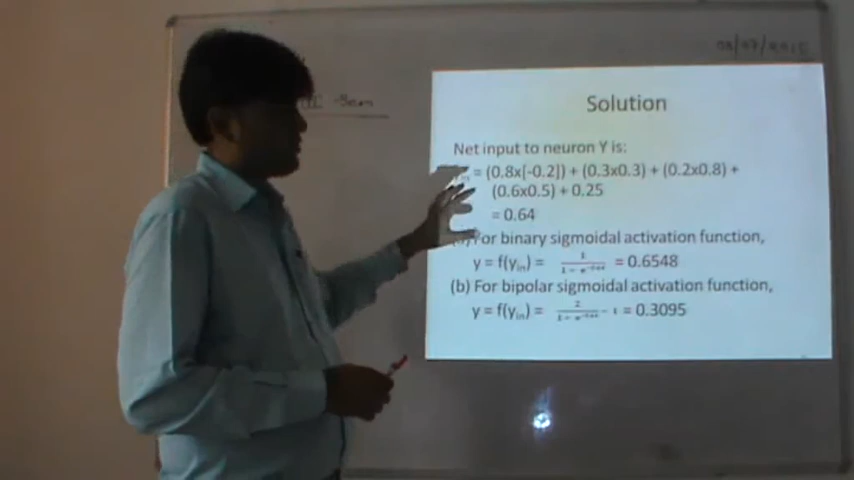 Solution
Net input to neuron Y is:
= (0.8x[-0.2]) + (0.3x0.3) + (0.2x0.8) +
(0.6x0.5) + 0.25
= 0.64
For binary sigmoidal activation function,
y = f(yin) = = 0.6548
(b) For bipolar sigmoidal activation function,
y = f(yin) = - 1 = 0.3095